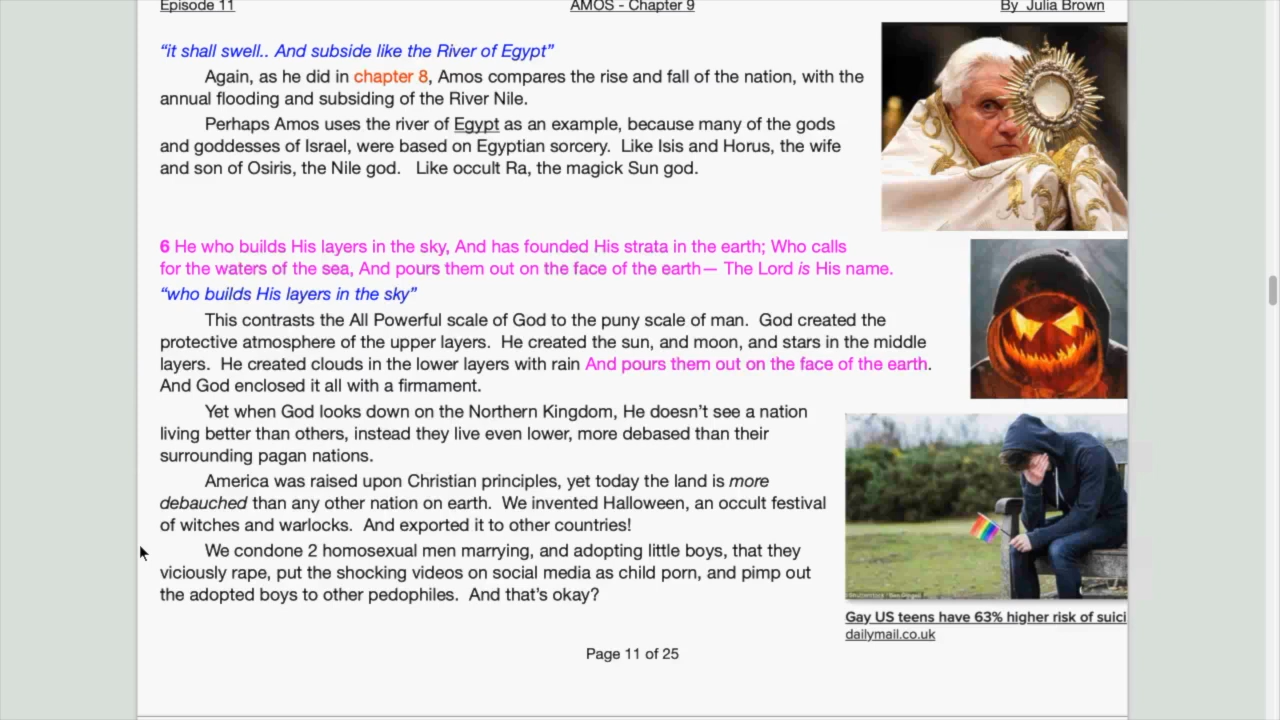 Episode 11 AMOS - Chapter 9 By Julia Brown
“it shall swell.. And subside like the River of Egypt”
Again, as he did in chapter 8, Amos compares the rise and fall of the nation, with the
annual flooding and subsiding of the River Nile.
Perhaps Amos uses the river of Egypt as an example, because many of the gods
and goddesses of Israel, were based on Egyptian sorcery. Like Isis and Horus, the wife
and son of Osiris, the Nile god. Like occult Ra, the magick Sun god.
6 He who builds His layers in the sky, And has founded His strata in the earth; Who calls
for the waters of the sea, And pours them out on the face of the earth— The Lord is His name.
“who builds His layers in the sky”
This contrasts the All Powerful scale of God to the puny scale of man. God created the
protective atmosphere of the upper layers. He created the sun, and moon, and stars in the middle
layers. He created clouds in the lower layers with rain And pours them out on the face of the earth.
And God enclosed it all with a firmament.
Yet when God looks down on the Northern Kingdom, He doesn’t see a nation
living better than others, instead they live even lower, more debased than their
surrounding pagan nations.
America was raised upon Christian principles, yet today the land is more
debauched than any other nation on earth. We invented Halloween, an occult festival
of witches and warlocks. And exported it to other countries!
We condone 2 homosexual men marrying, and adopting little boys, that they
viciously rape, put the shocking videos on social media as child porn, and pimp out
the adopted boys to other pedophiles. And that’s okay?
Gay US teens have 63% higher risk of suici
dailymail.co.uk
Page 11 of 25